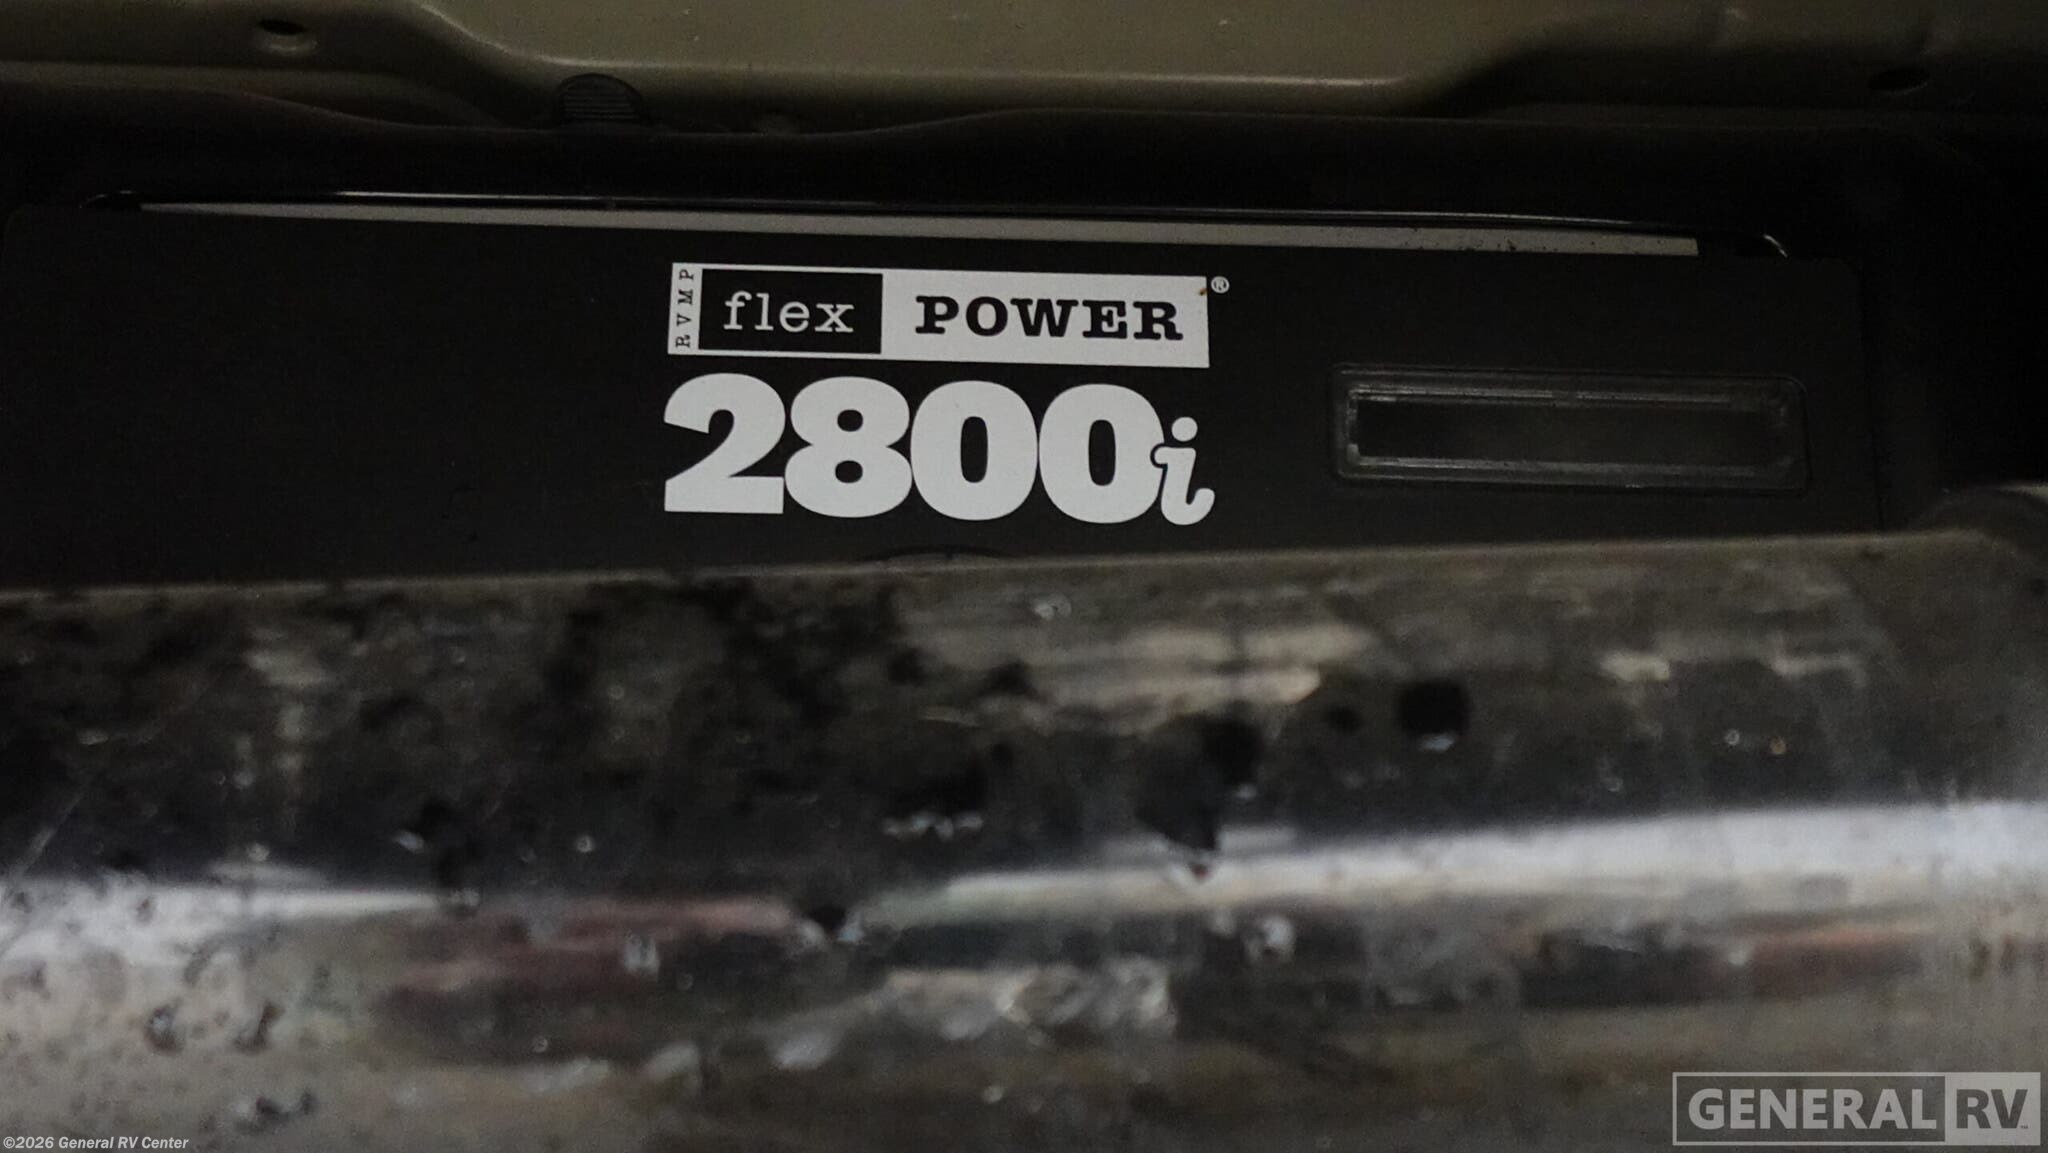 RVMP flex POWER®
2800i
GENERAL RV
©2026 General RV Center